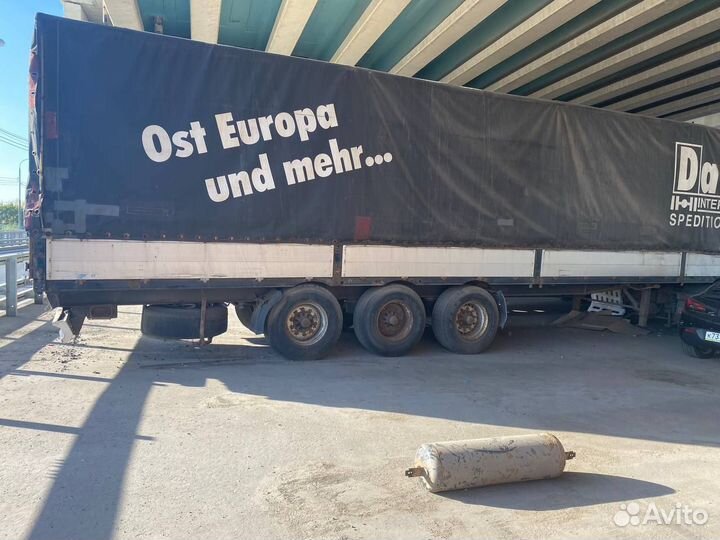 Ost Europa
und mehr...
Da
INTER
SPEDITIO
Avito